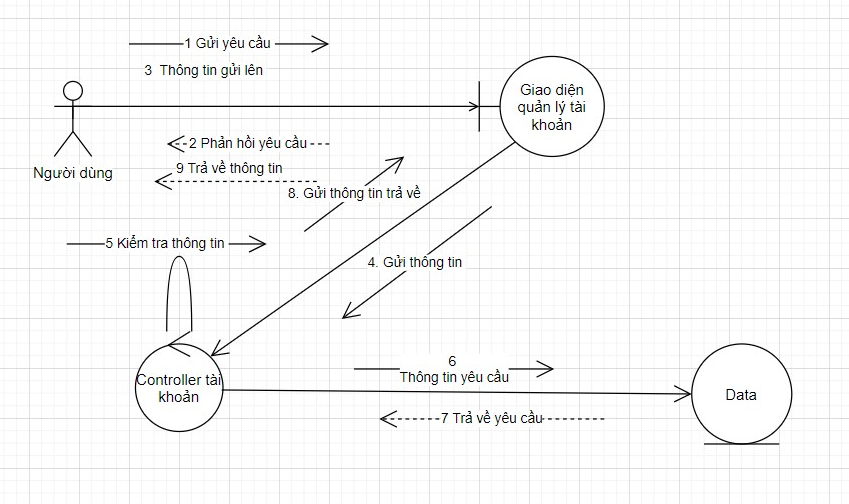 1 Gửi yêu cầu
3 Thông tin gửi lên
Giao diện
quản lý tài
khoản
2 Phản hồi yêu cầu
Người dùng
9 Trả về thông tin
8. Gửi thông tin trả về
5 Kiểm tra thông tin
4. Gửi thông tin
6
Thông tin yêu cầu
Controller tài
khoản
Data
7 Trả về yêu cầu